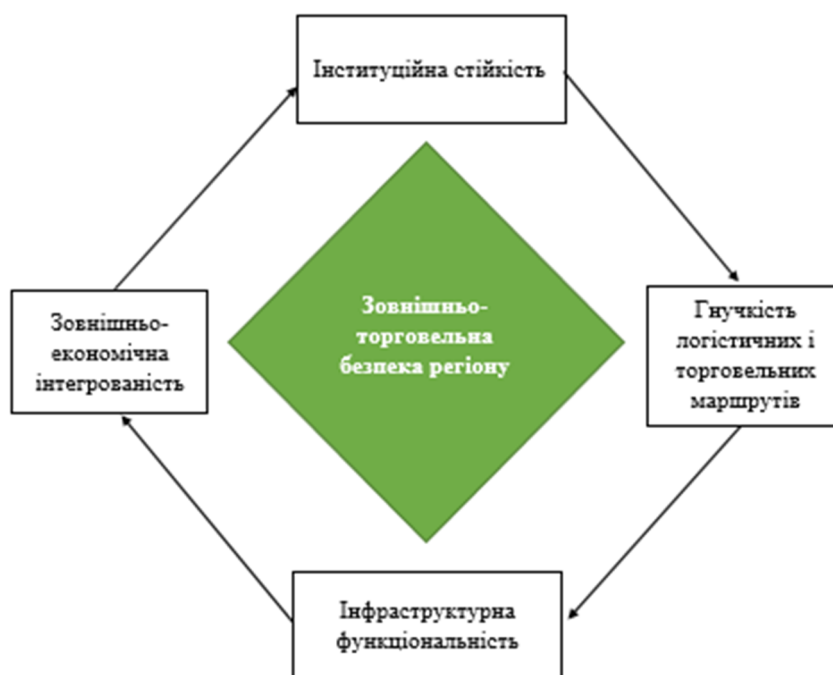 Інституційна стійкість
Зовнішньо-
торговельна
безпека регіону
Зовнішньо-
економічна
інтегрованість
Гнучкість
логістичних і
торговельних
маршрутів
Інфраструктурна
функціональність